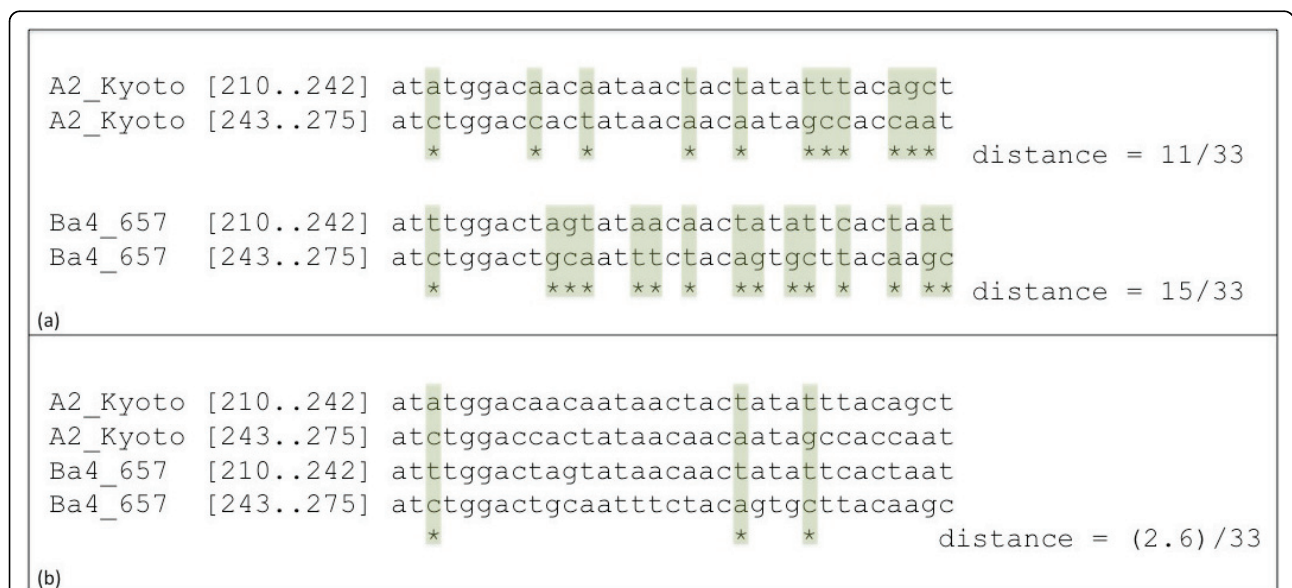 A2_Kyoto [210..242] atatggacaacaataactactatatttacagct
A2_Kyoto [243..275] atctggaccactataacaacaatagccaccaat
* * * * * *** *** distance = 11/33
Ba4_657 [210..242] atttggactagtataacaactatattcactaat
Ba4_657 [243..275] atctggactgcaatttctacagtgcttacaagc
* *** ** * ** ** * * ** distance = 15/33
(a)
A2_Kyoto [210..242] atatggacaacaataactactatatttacagct
A2_Kyoto [243..275] atctggaccactataacaacaatagccaccaat
Ba4_657 [210..242] atttggactagtataacaactatattcactaat
Ba4_657 [243..275] atctggactgcaatttctacagtgcttacaagc
* * * distance = (2.6)/33
(b)